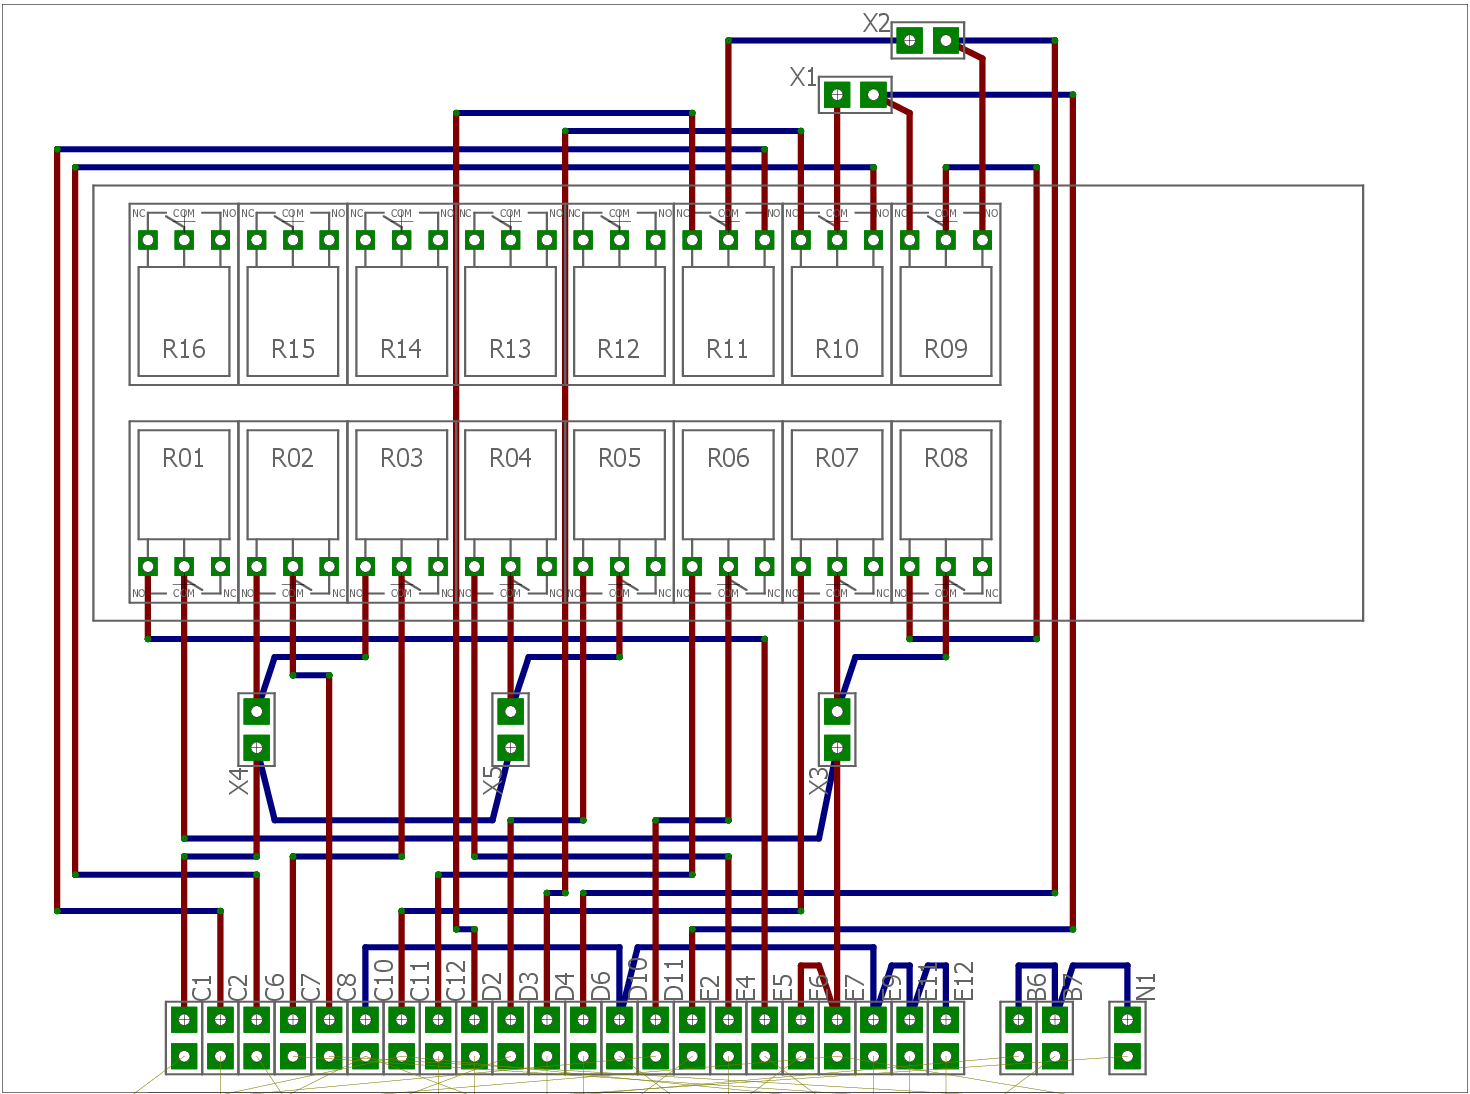 X2
X1
NC COM NO NC COM NO NC COM NO NC COM NO NC COM NO NC COM NO NC COM NO NC COM NO
R16 R15 R14 R13 R12 R11 R10 R09
R01 R02 R03 R04 R05 R06 R07 R08
NO COM NC NO COM NC NO COM NC NO COM NC NO COM NC NO COM NC NO COM NC NO COM NC
X4 X5 X3
C1 C2 C6 C7 C8 C10 C11 C12 D2 D3 D4 D6 D10 D11 E2 E4 E5 E6 E7 E9 E11 E12 B6 B7 N1